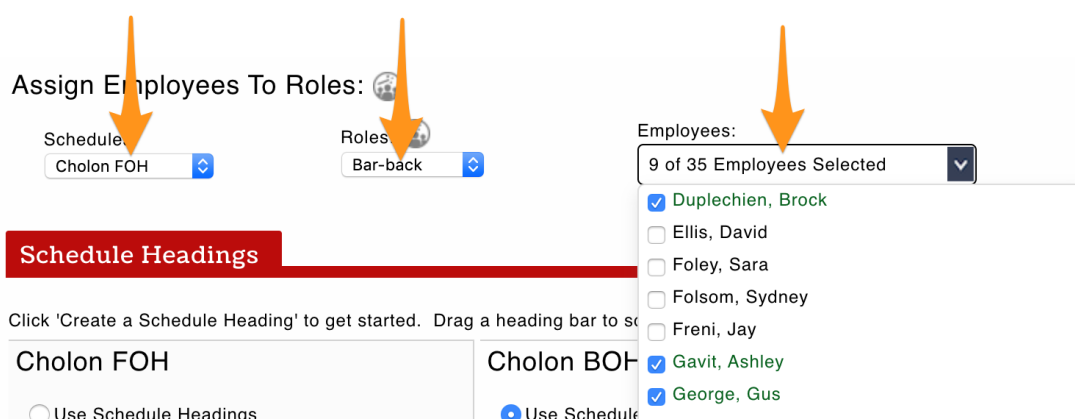 Assign Employees To Roles:
Schedule:
Roles
Employees:
Cholon FOH
Bar-back
9 of 35 Employees Selected
Duplechien, Brock
Ellis, David
Foley, Sara
Folsom, Sydney
Freni, Jay
Gavit, Ashley
George, Gus
Schedule Headings
Click 'Create a Schedule Heading' to get started. Drag a heading bar to
Cholon FOH
Cholon BOH
Use Schedule Headings
Use Schedule